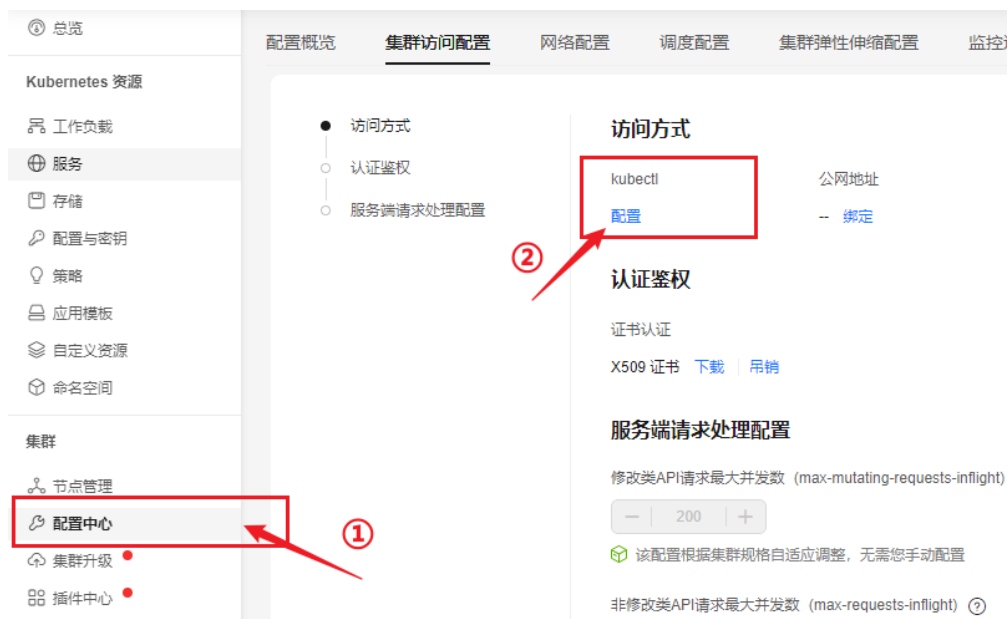 总览
Kubernetes 资源
工作负载
服务
存储
配置与密钥
策略
应用模板
自定义资源
命名空间
集群
节点管理
配置中心
集群升级
插件中心
①
配置概览 集群访问配置 网络配置 调度配置 集群弹性伸缩配置 监控
访问方式
认证鉴权
服务端请求处理配置
访问方式
kubectl 公网地址
配置 -- 绑定
②
认证鉴权
证书认证
X509 证书 下载 吊销
服务端请求处理配置
修改类API请求最大并发数 (max-mutating-requests-inflight)
200
该配置根据集群规格自适应调整，无需您手动配置
非修改类API请求最大并发数 (max-requests-inflight)